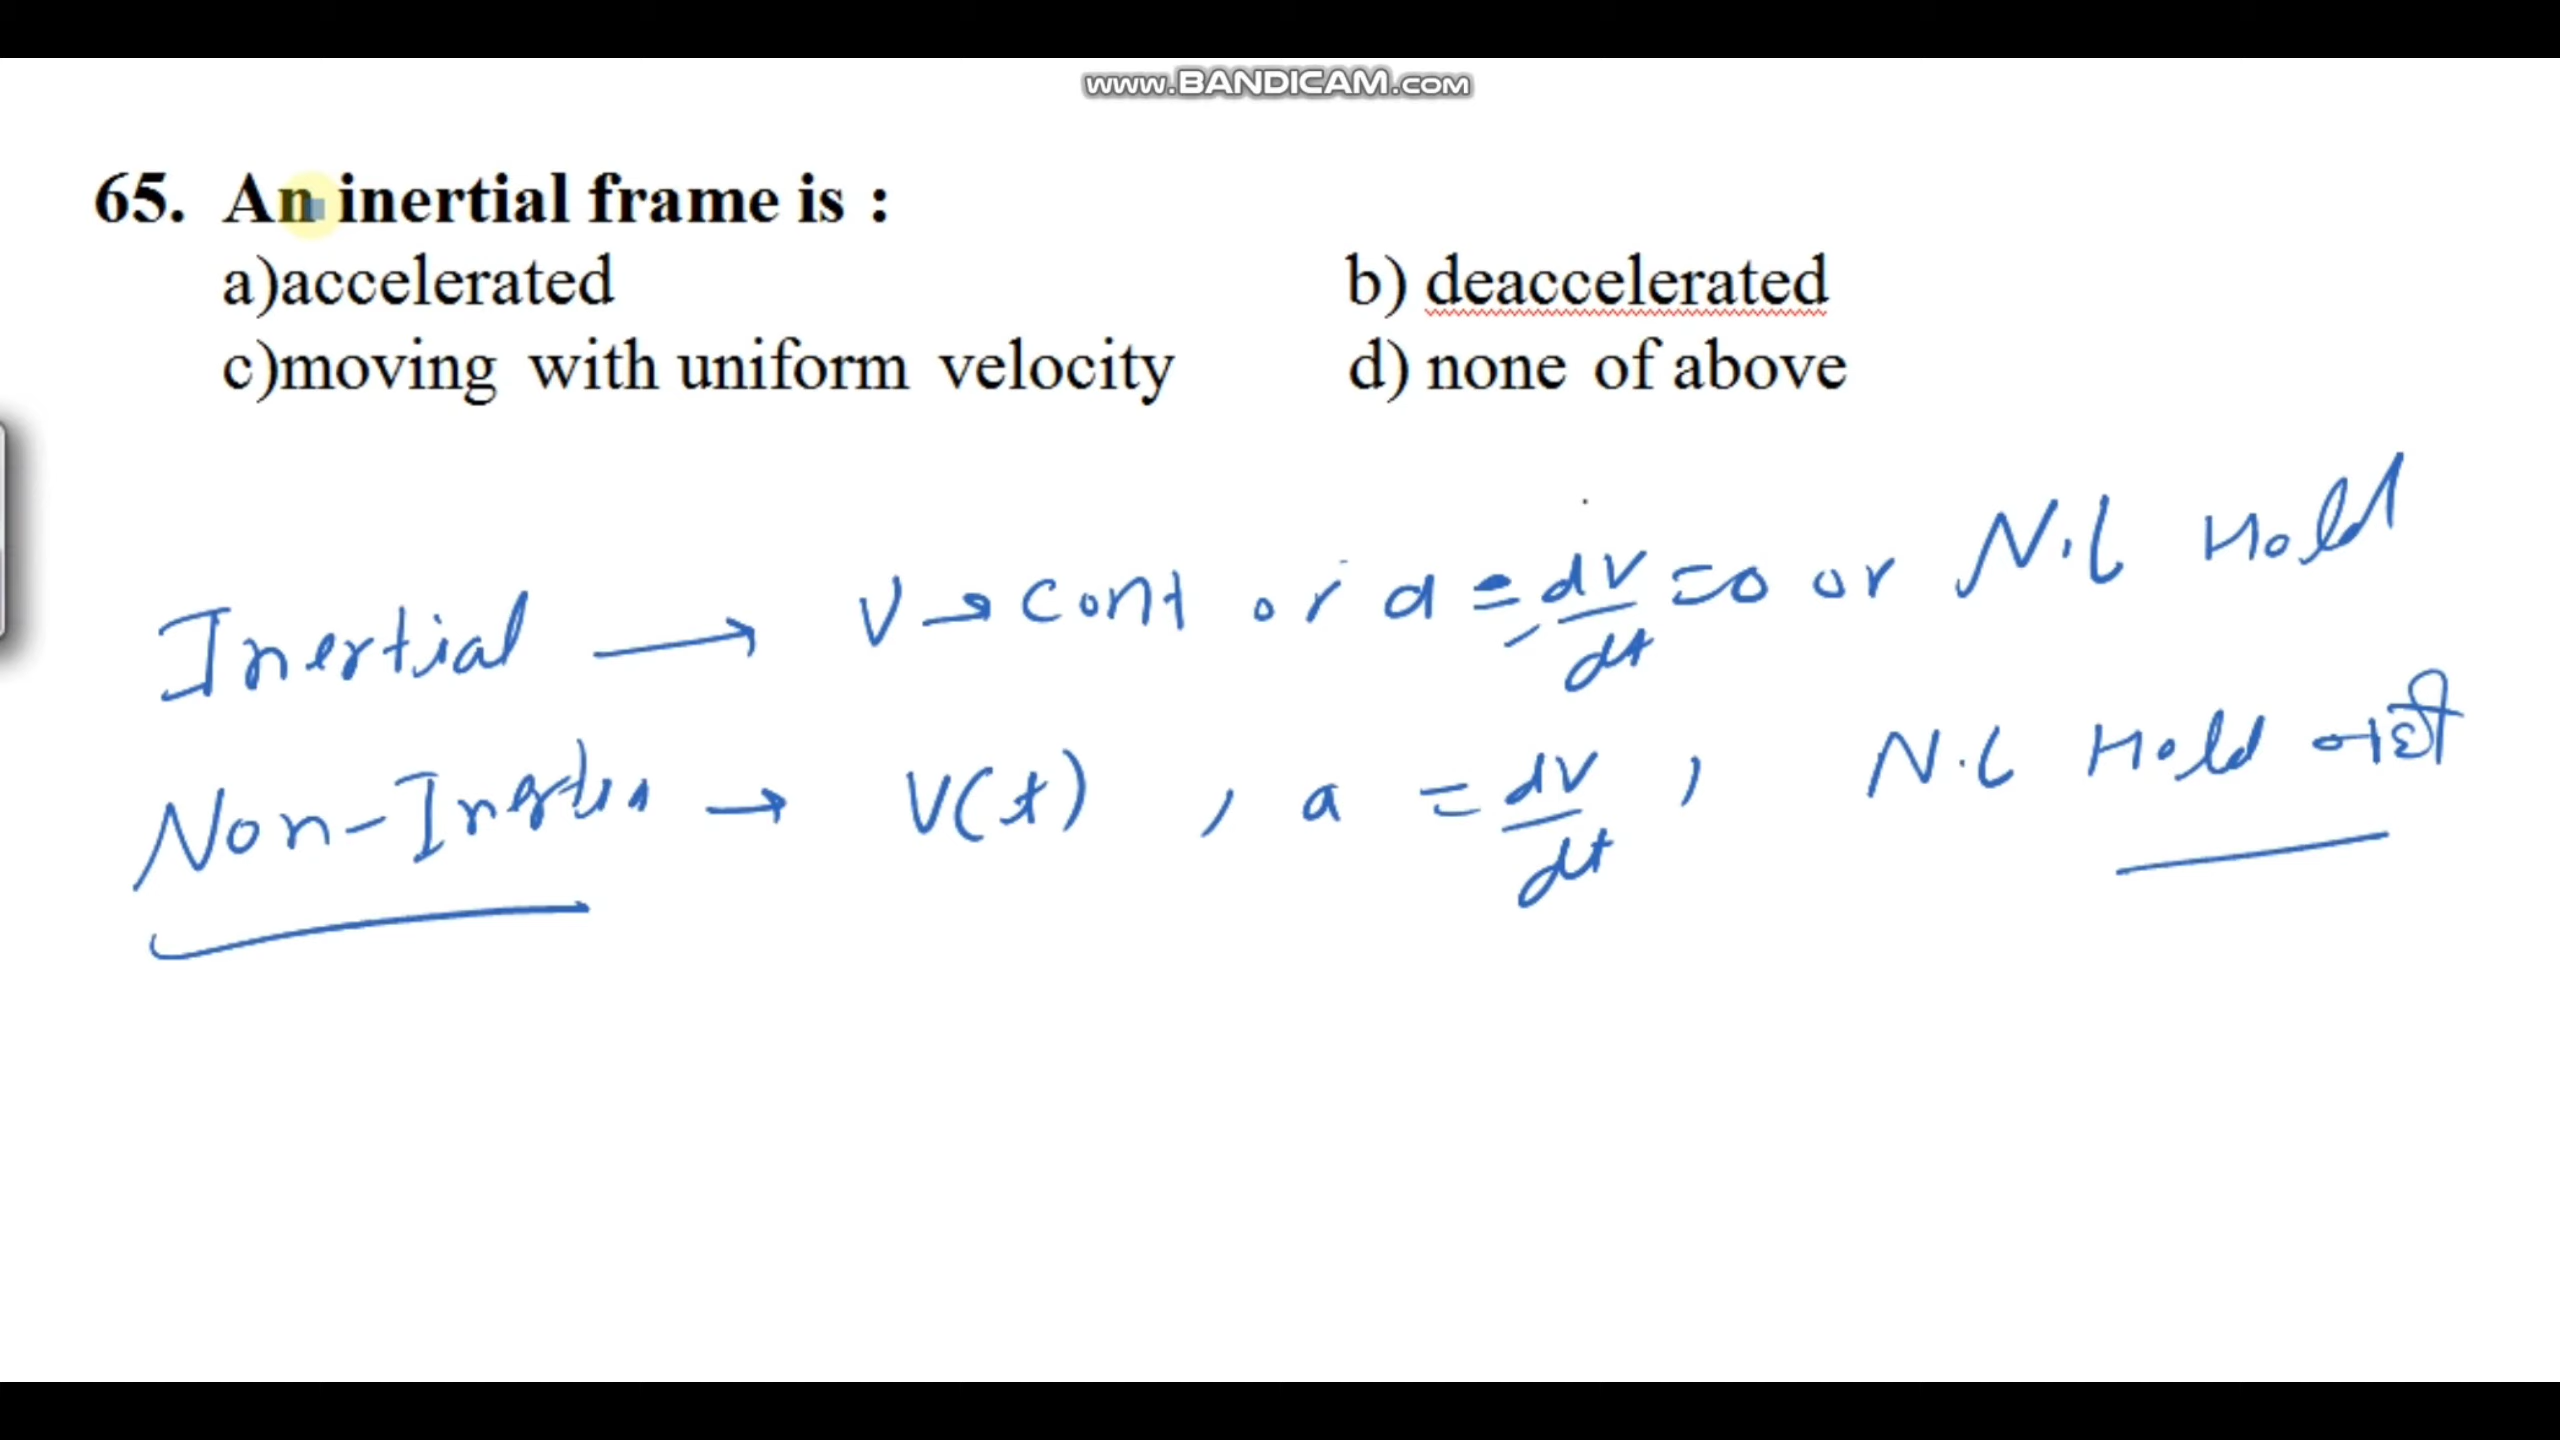 www.BANDICAM.com
65. An inertial frame is :
a)accelerated b) deaccelerated
c)moving with uniform velocity d) none of above
Inertial → V → cont or a = dv/dt = 0 or N.L Hold
Non-Inertia → V(t) , a = dv/dt , N.L Hold नही